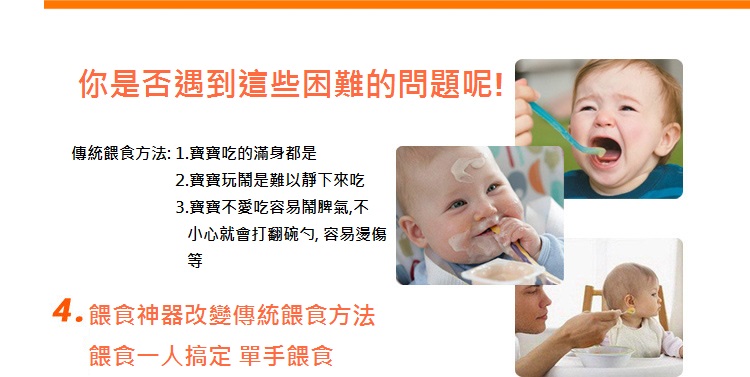 你是否遇到這些困難的問題呢!
傳統餵食方法: 1.寶寶吃的滿身都是
2.寶寶玩鬧是難以靜下來吃
3.寶寶不愛吃容易鬧脾氣,不
小心就會打翻碗勺, 容易燙傷
等
4. 餵食神器改變傳統餵食方法
餵食一人搞定 單手餵食